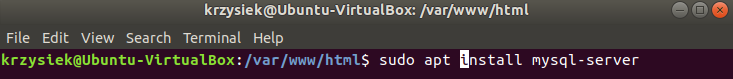 krzysiek@Ubuntu-VirtualBox: /var/www/html
File Edit View Search Terminal Help
krzysiek@Ubuntu-VirtualBox:/var/www/html$ sudo apt install mysql-server